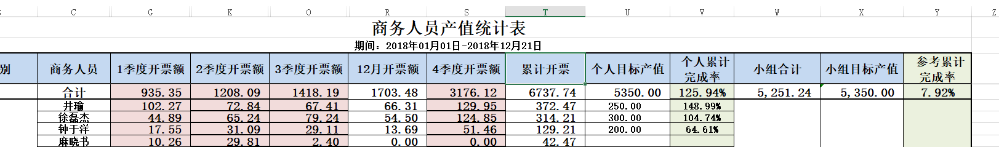 C G K O R S T U V W X Y Z
商务人员产值统计表
期间：2018年01月01日-2018年12月21日
别 商务人员 1季度开票额 2季度开票额 3季度开票额 12月开票额 4季度开票额 累计开票 个人目标产值 个人累计完成率 小组合计 小组目标产值 参考累计完成率
合计 935.35 1208.09 1418.19 1703.48 3176.12 6737.74 5350.00 125.94% 5,251.24 5,350.00 7.92%
井瑜 102.27 72.84 67.41 66.31 129.95 372.47 250.00 148.99%
徐磊杰 44.89 65.24 79.24 54.50 124.85 314.21 300.00 104.74%
钟于洋 17.55 31.09 29.11 13.69 51.46 129.21 200.00 64.61%
麻晓书 10.26 29.81 2.40 0.00 0.00 42.47